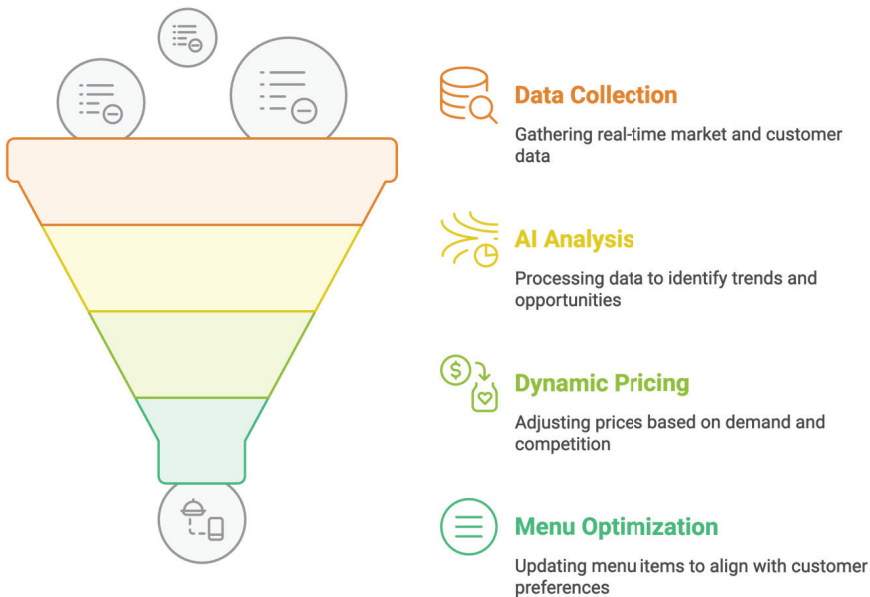 Data Collection
Gathering real-time market and customer
data
AI Analysis
Processing data to identify trends and
opportunities
Dynamic Pricing
Adjusting prices based on demand and
competition
Menu Optimization
Updating menu items to align with customer
preferences